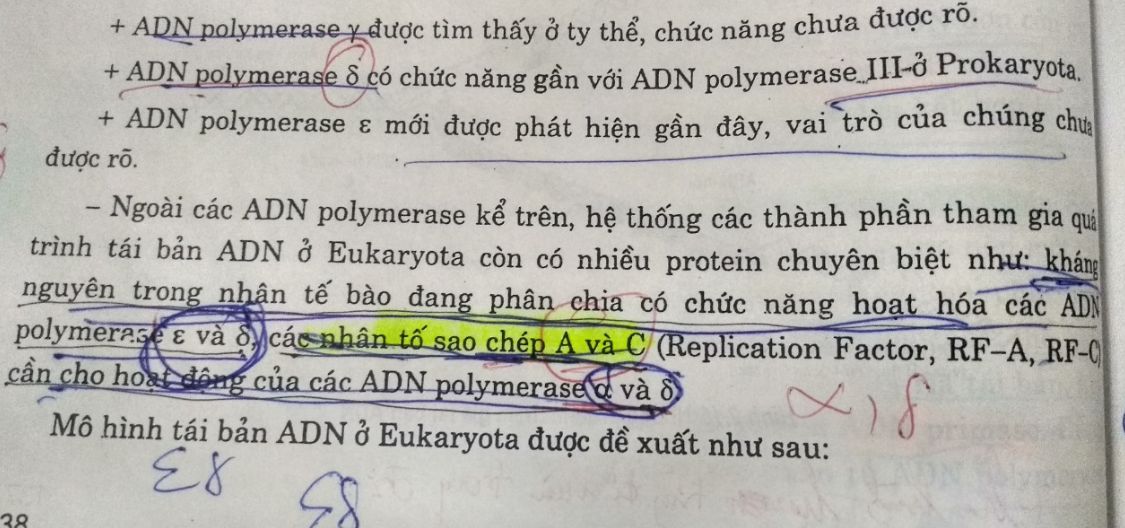 + ADN polymerase γ được tìm thấy ở ty thể, chức năng chưa được rõ.
+ ADN polymerase δ có chức năng gần với ADN polymerase III ở Prokaryota.
+ ADN polymerase ε mới được phát hiện gần đây, vai trò của chúng chưa
được rõ.
– Ngoài các ADN polymerase kể trên, hệ thống các thành phần tham gia quá
trình tái bản ADN ở Eukaryota còn có nhiều protein chuyên biệt như: kháng
nguyên trong nhân tế bào đang phân chia có chức năng hoạt hóa các ADN
polymerase ε và δ, các nhân tố sao chép A và C (Replication Factor, RF–A, RF–C)
cần cho hoạt động của các ADN polymerase α và δ.
α, δ
Mô hình tái bản ADN ở Eukaryota được đề xuất như sau:
εδ
38